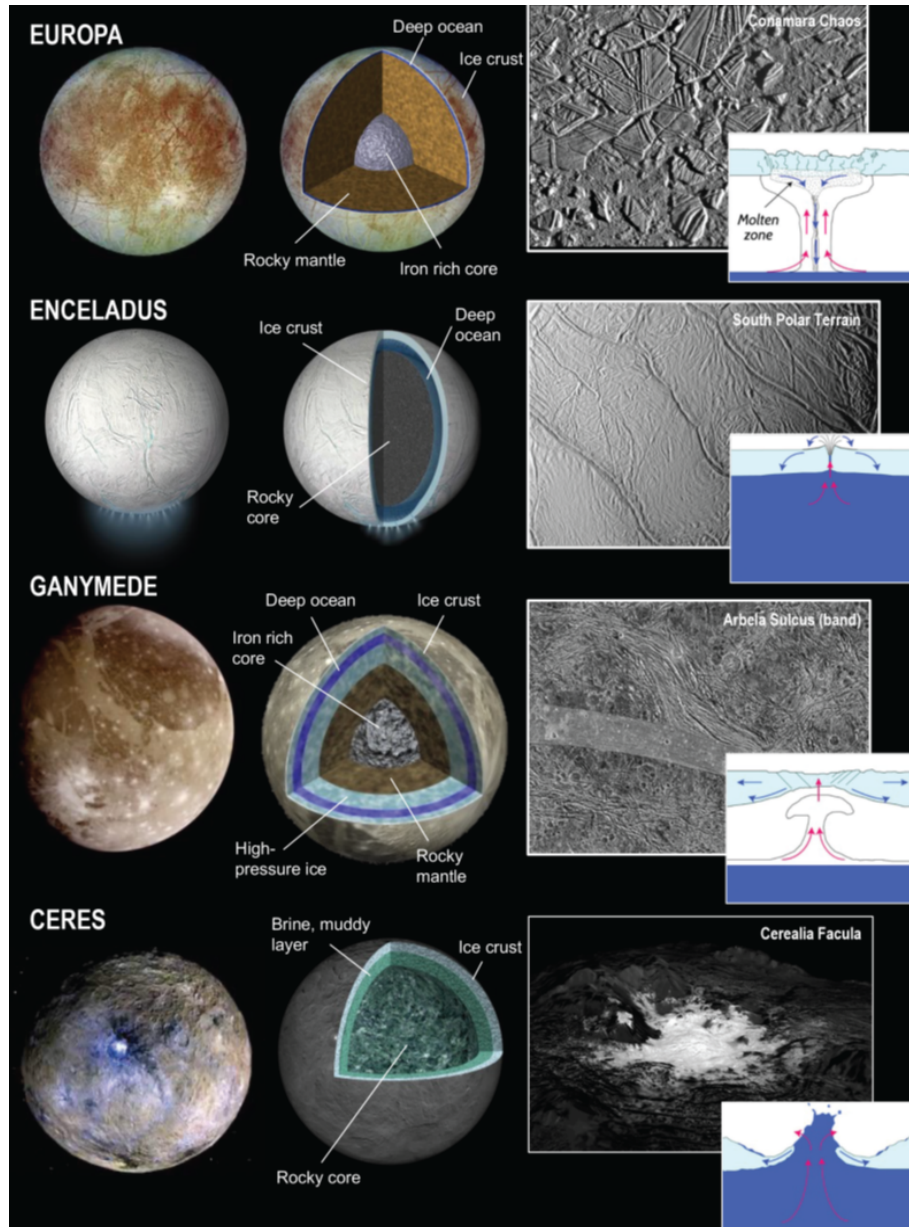 EUROPA
Deep ocean
Ice crust
Rocky mantle
Iron rich core
Conamara Chaos
Molten
zone
ENCELADUS
Ice crust
Deep
ocean
Rocky
core
South Polar Terrain
GANYMEDE
Deep ocean
Ice crust
Iron rich
core
High-
pressure ice
Rocky
mantle
Arbela Sulcus (band)
CERES
Brine, muddy
layer
Ice crust
Rocky core
Cerealia Facula